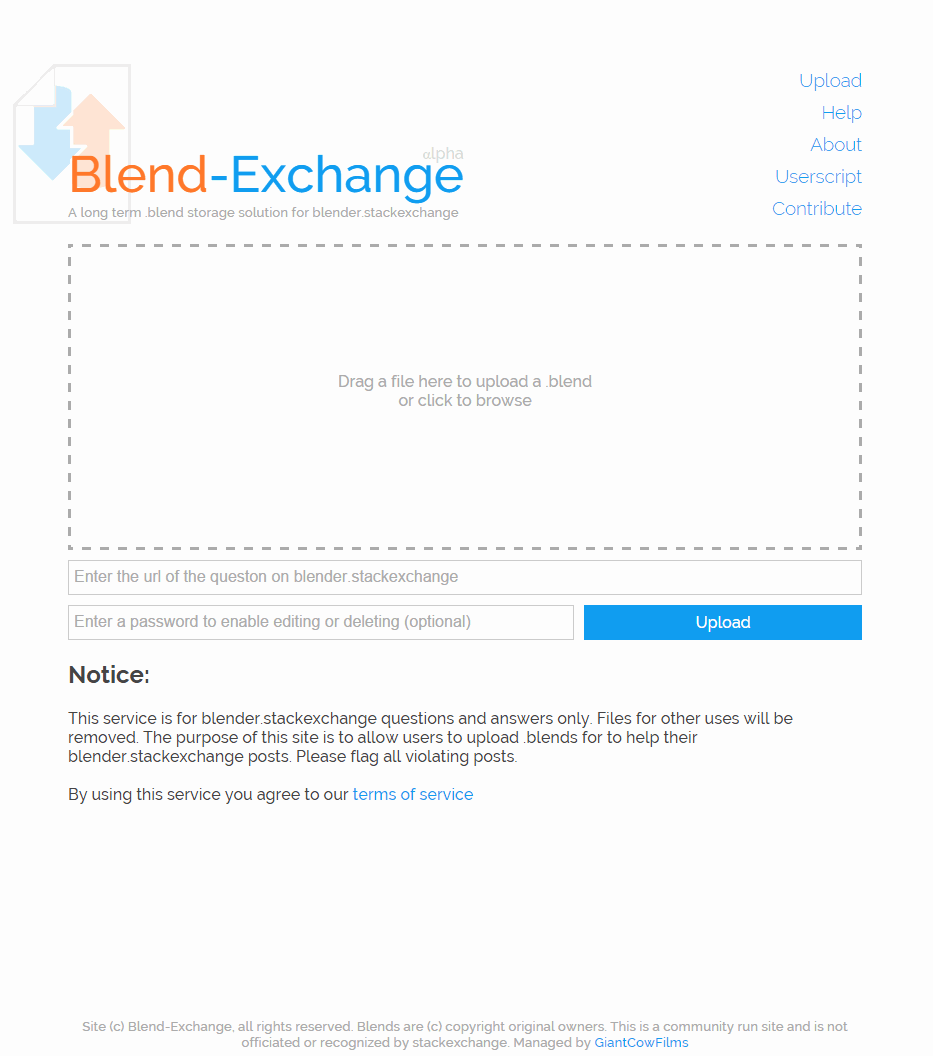 Upload
Help
About
Userscript
Contribute
αlpha
Blend-Exchange
A long term .blend storage solution for blender.stackexchange
Drag a file here to upload a .blend
or click to browse
Enter the url of the queston on blender.stackexchange
Enter a password to enable editing or deleting (optional)
Upload
Notice:
This service is for blender.stackexchange questions and answers only. Files for other uses will be
removed. The purpose of this site is to allow users to upload .blends for to help their
blender.stackexchange posts. Please flag all violating posts.
By using this service you agree to our terms of service
Site (c) Blend-Exchange, all rights reserved. Blends are (c) copyright original owners. This is a community run site and is not
officiated or recognized by stackexchange. Managed by GiantCowFilms